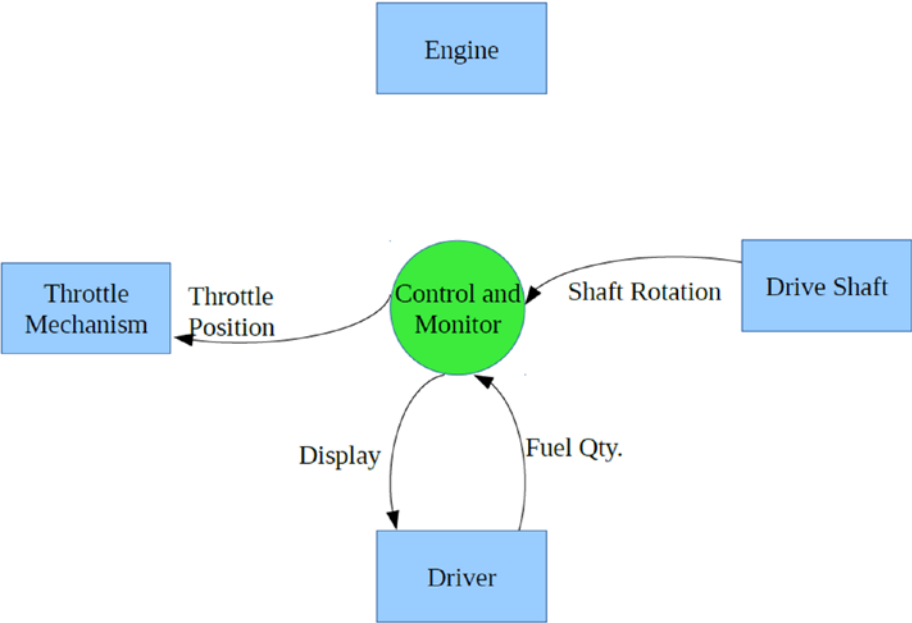 Engine
Throttle
Mechanism
Throttle
Position
Control and
Monitor
Shaft Rotation
Drive Shaft
Display
Fuel Qty.
Driver